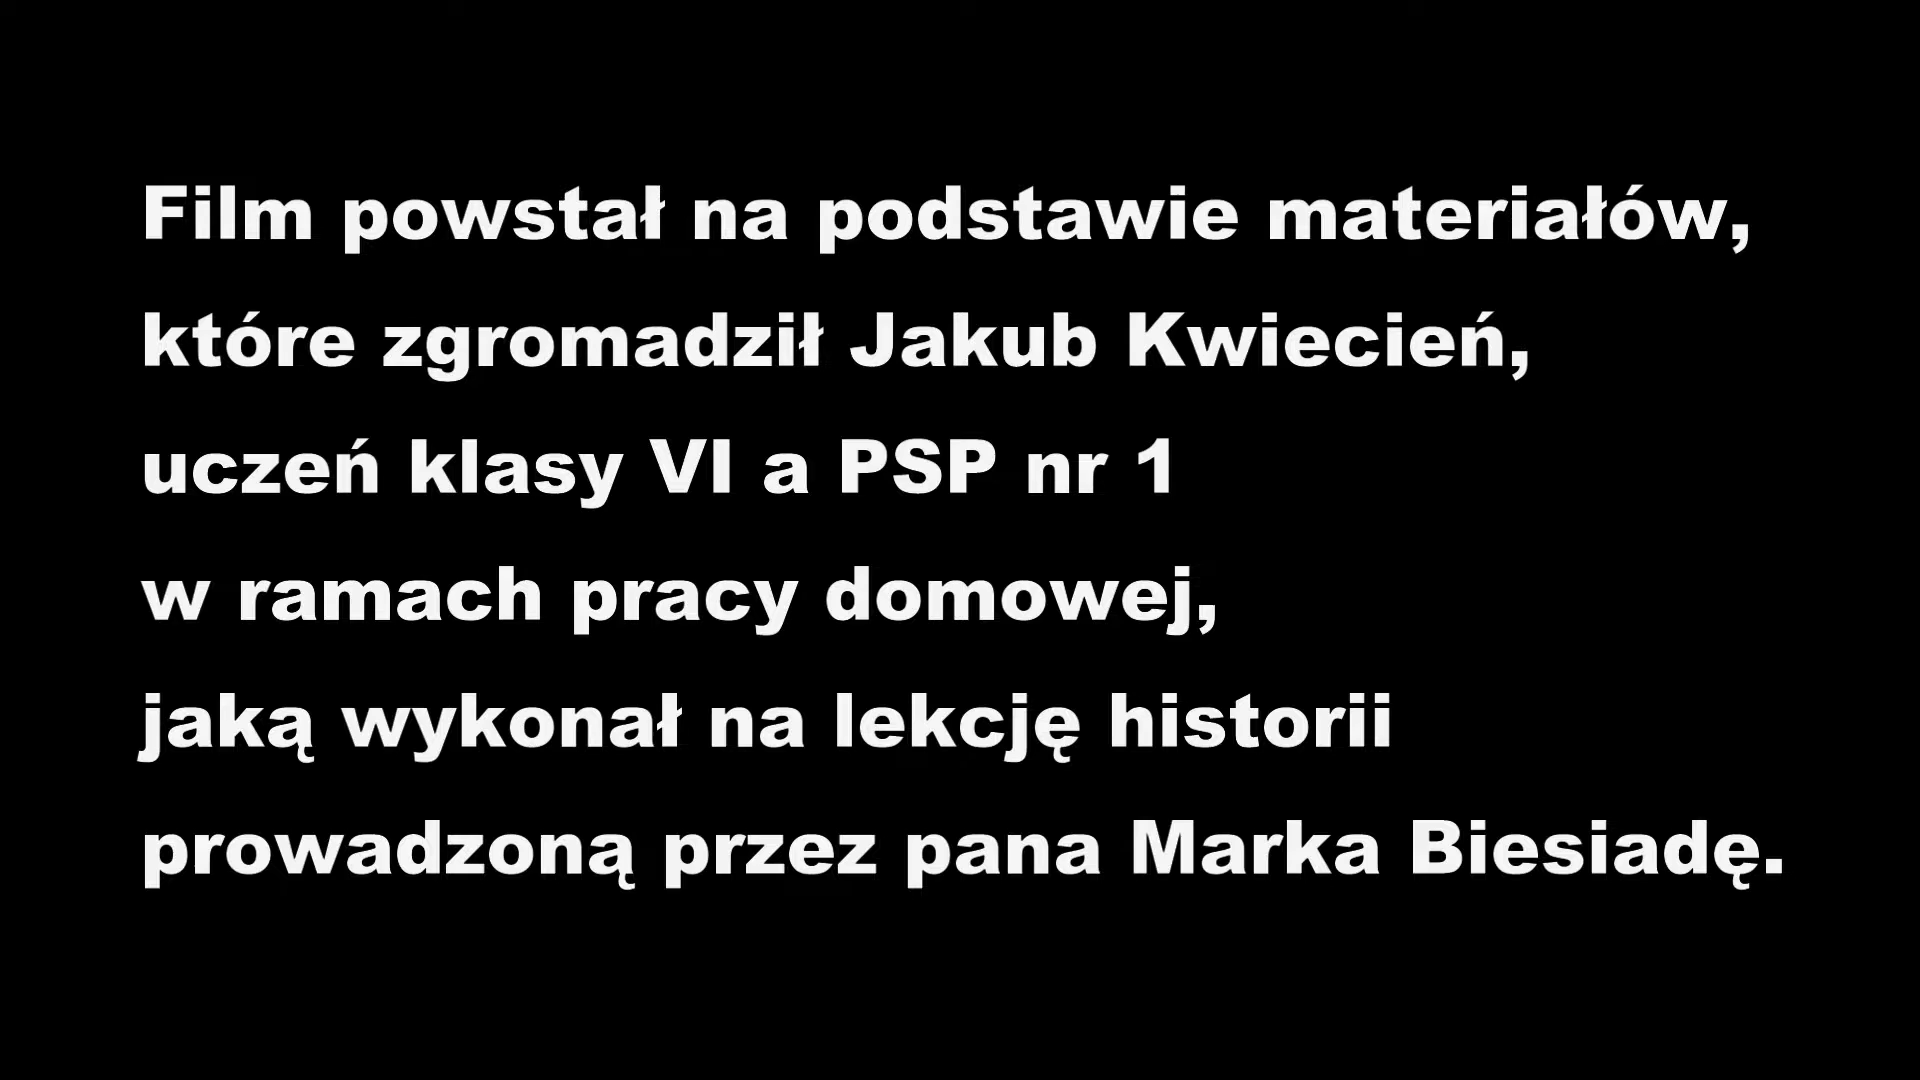 Film powstał na podstawie materiałów,
które zgromadził Jakub Kwiecień,
uczeń klasy VI a PSP nr 1
w ramach pracy domowej,
jaką wykonał na lekcję historii
prowadzoną przez pana Marka Biesiadę.